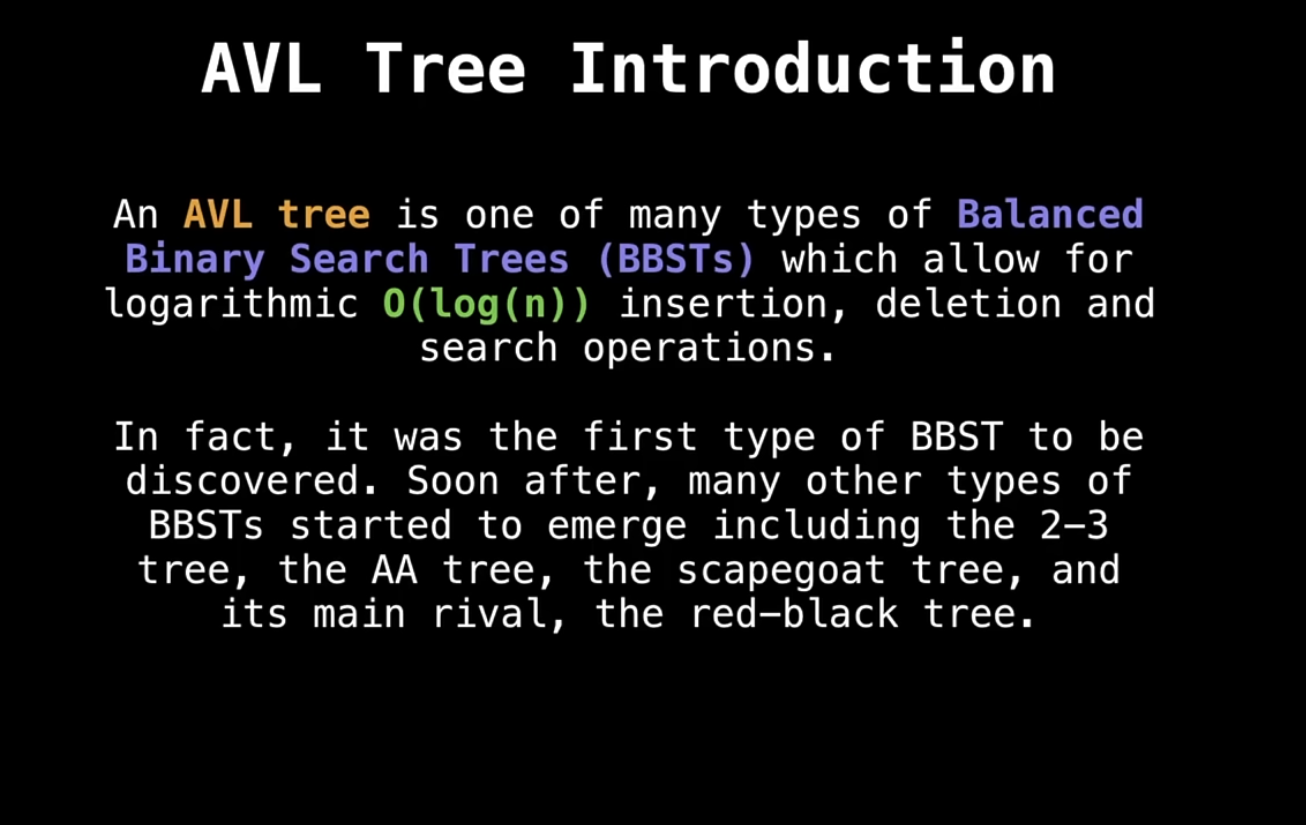 AVL Tree Introduction
An AVL tree is one of many types of Balanced
Binary Search Trees (BBSTs) which allow for
logarithmic O(log(n)) insertion, deletion and
search operations.
In fact, it was the first type of BBST to be
discovered. Soon after, many other types of
BBSTs started to emerge including the 2−3
tree, the AA tree, the scapegoat tree, and
its main rival, the red−black tree.